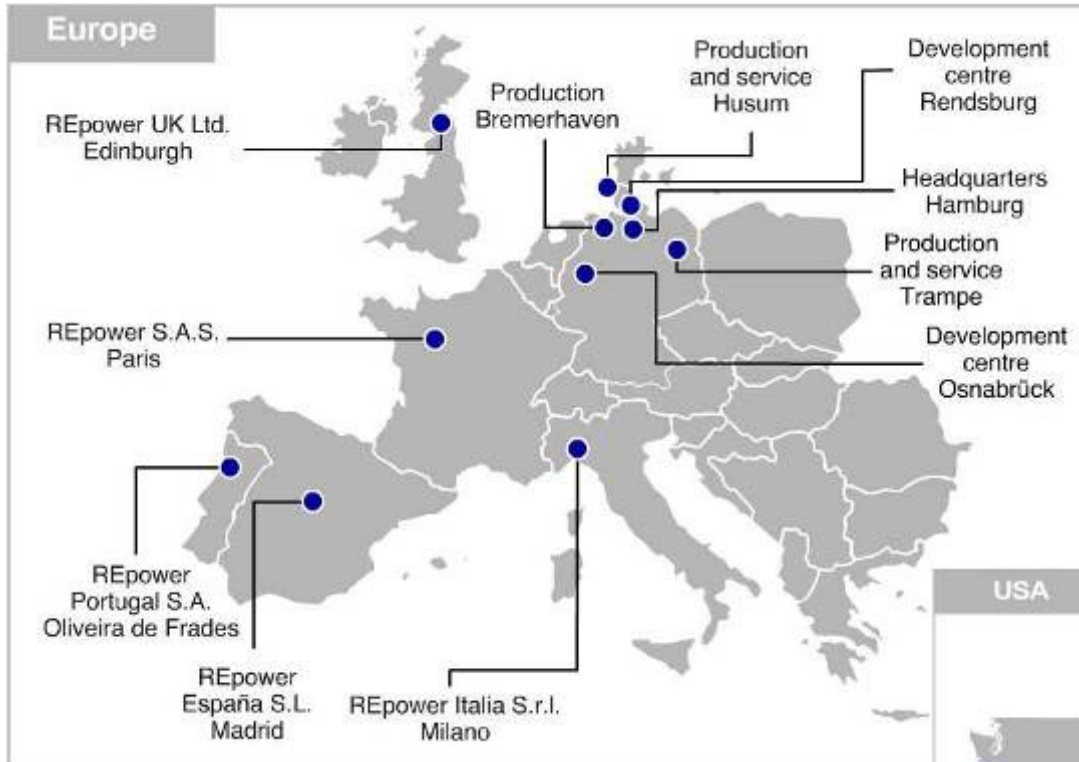 Europe
Production
and service
Husum
Development
centre
Rendsburg
Production
Bremerhaven
REpower UK Ltd.
Edinburgh
Headquarters
Hamburg
Production
and service
Trampe
REpower S.A.S.
Paris
Development
centre
Osnabrück
REpower
Portugal S.A.
Oliveira de Frades
REpower
España S.L.
Madrid
REpower Italia S.r.l.
Milano
USA